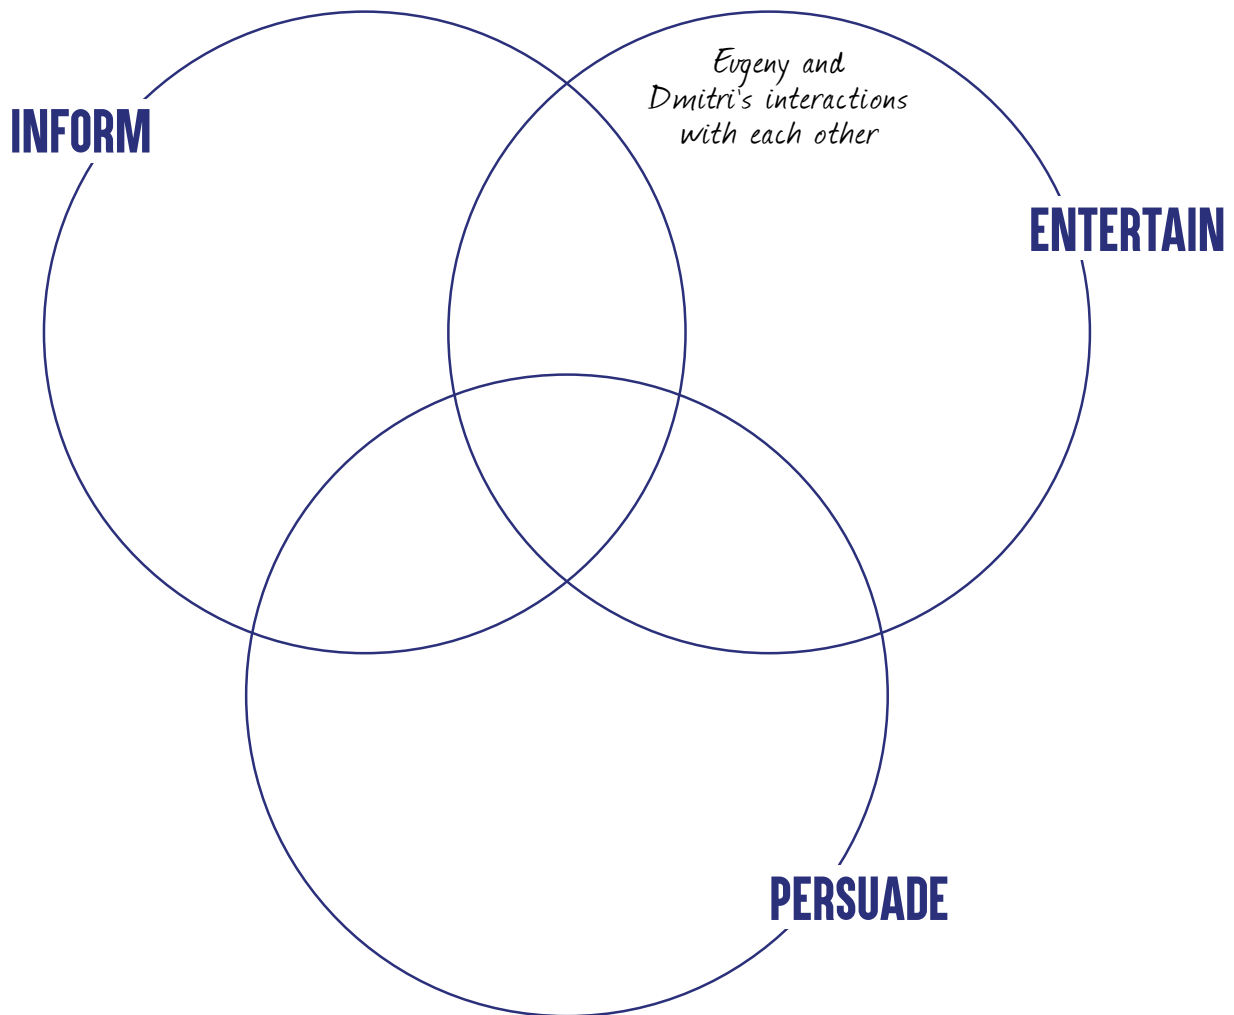 Evgeny and
Dmitri's interactions
with each other
INFORM
ENTERTAIN
PERSUADE